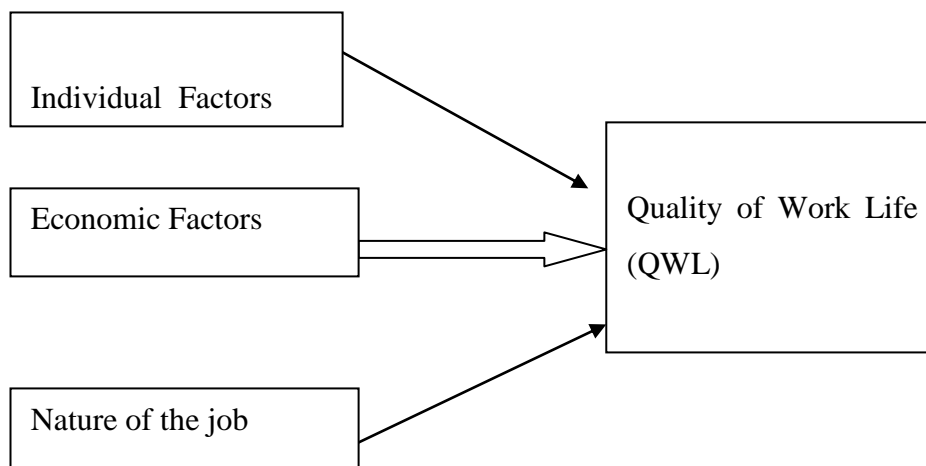 Individual Factors
Economic Factors
Quality of Work Life
(QWL)
Nature of the job